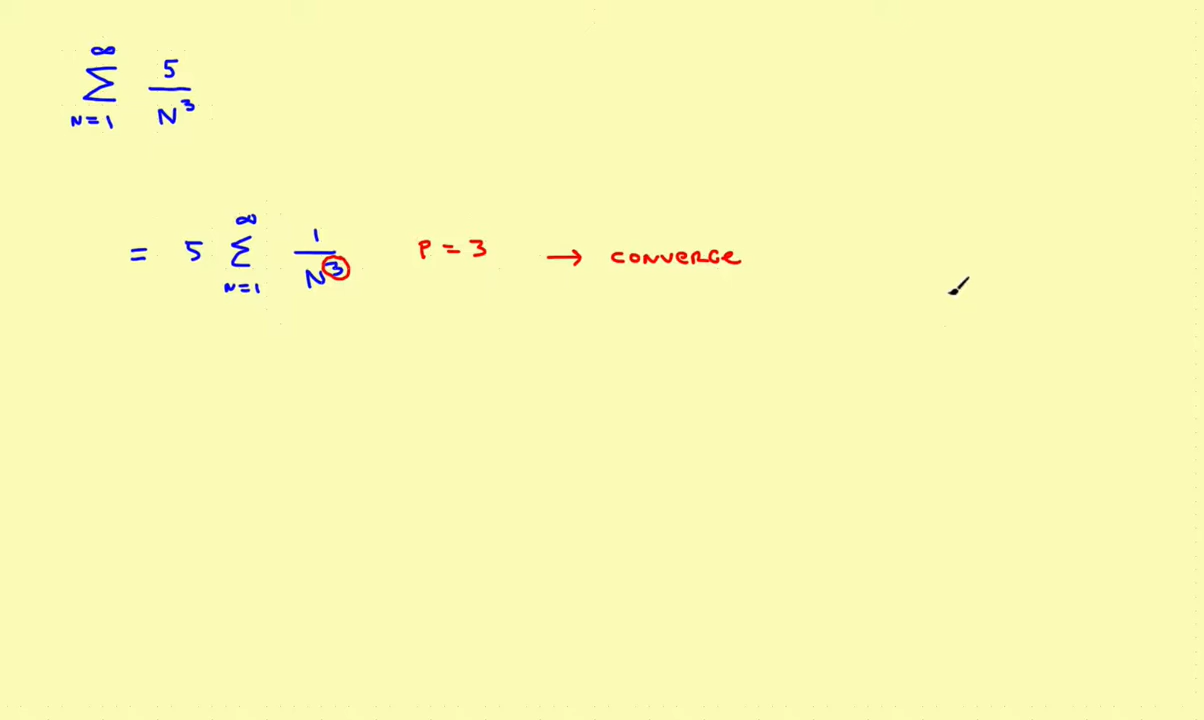 ∞
∑ 5/N³
N=1
∞
= 5 ∑ 1/N³ P = 3 → CONVERGE
N=1